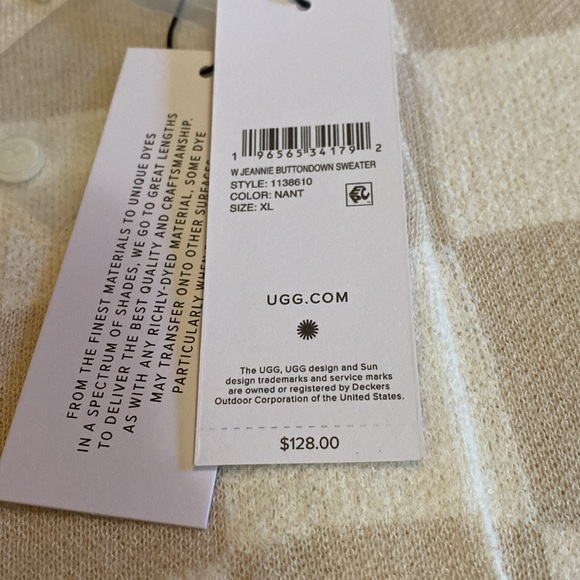 1 96565 34179 2
W JEANNIE BUTTONDOWN SWEATER
STYLE: 1138610
COLOR: NANT
SIZE: XL
UGG.COM
The UGG, UGG design and Sun
design trademarks and service marks
are owned or registered by Deckers
Outdoor Corporation of the United States.
$128.00
FROM THE FINEST MATERIALS TO UNIQUE DYES
IN A SPECTRUM OF SHADES, WE GO TO GREAT LENGTHS
TO DELIVER THE BEST QUALITY AND CRAFTSMANSHIP.
AS WITH ANY RICHLY-DYED MATERIAL, SOME DYE
MAY TRANSFER ONTO OTHER SURFACES
PARTICULARLY WHEN